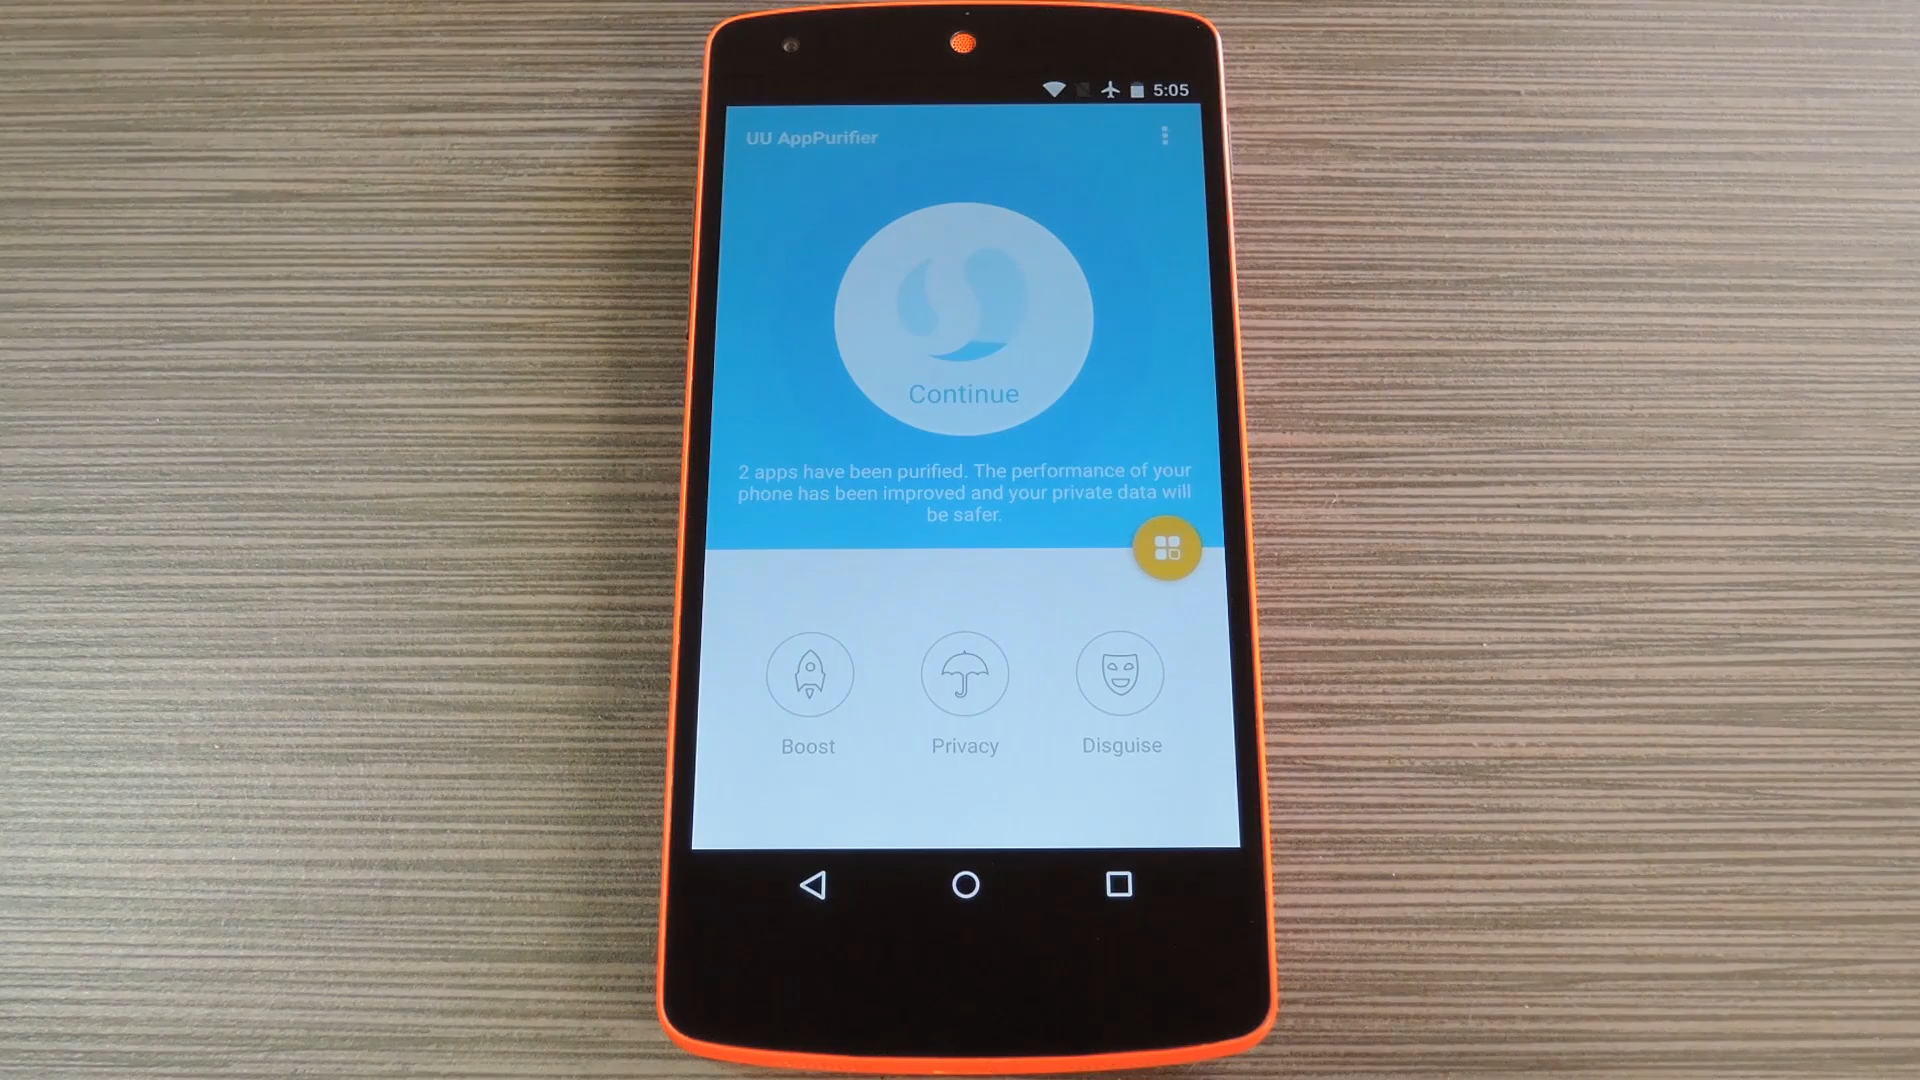 5:05
UU AppPurifier
Continue
2 apps have been purified. The performance of your
phone has been improved and your private data will
be safer.
Boost
Privacy
Disguise